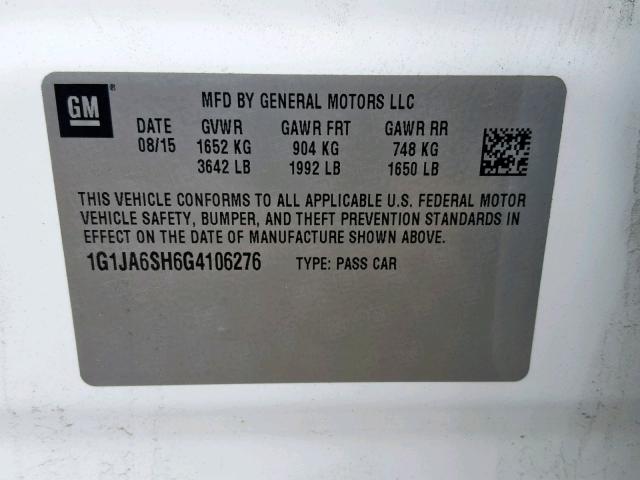 GM®
MFD BY GENERAL MOTORS LLC
DATE GVWR GAWR FRT GAWR RR
08/15 1652 KG 904 KG 748 KG
3642 LB 1992 LB 1650 LB
THIS VEHICLE CONFORMS TO ALL APPLICABLE U.S. FEDERAL MOTOR
VEHICLE SAFETY, BUMPER, AND THEFT PREVENTION STANDARDS IN
EFFECT ON THE DATE OF MANUFACTURE SHOWN ABOVE.
1G1JA6SH6G4106276 TYPE: PASS CAR